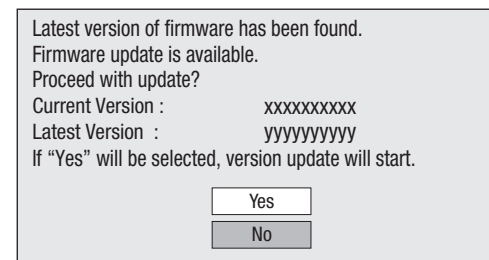 Latest version of firmware has been found.
Firmware update is available.
Proceed with update?
Current Version : xxxxxxxxxx
Latest Version : yyyyyyyyyy
If “Yes” will be selected, version update will start.
Yes
No